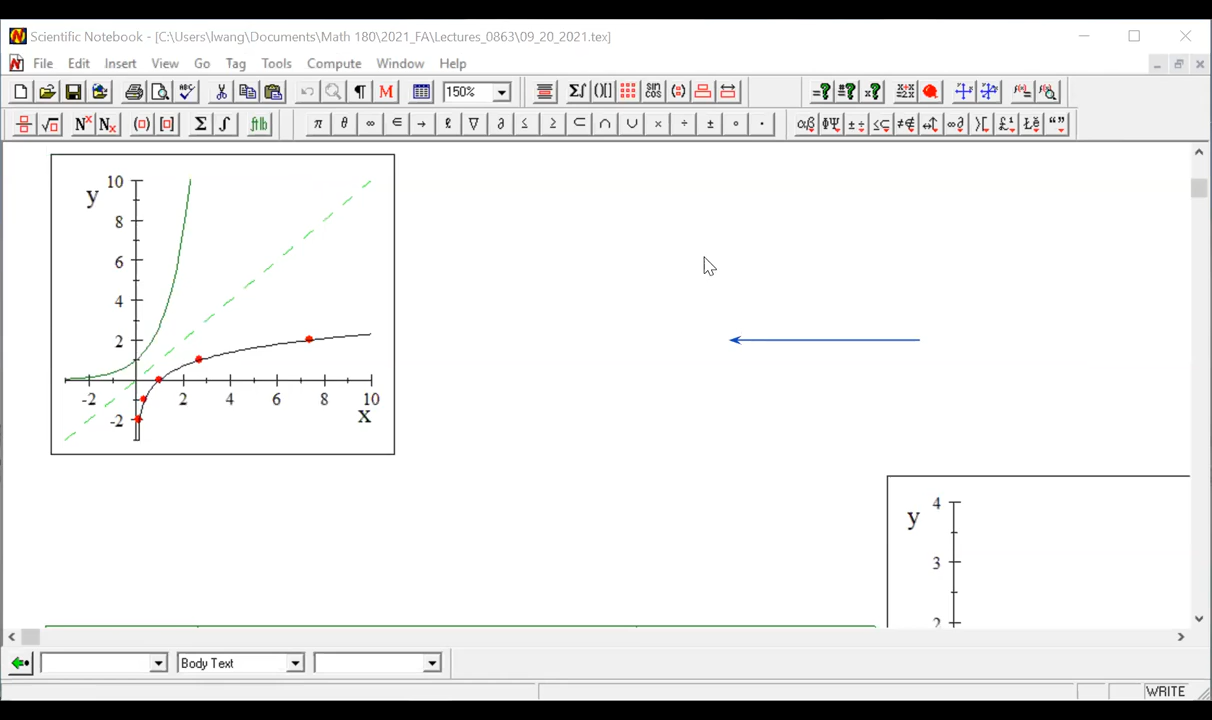 Scientific Notebook - [C:\Users\lwang\Documents\Math 180\2021_FA\Lectures_0863\09_20_2021.tex]
File Edit Insert View Go Tag Tools Compute Window Help
150%
π θ ∞ ∈ → ℓ ∇ ∂ ≤ ≥ ⊂ ∩ ∪ × ÷ ± ∘ ·
y 10
8
6
4
2
-2 2 4 6 8 10
-2 x
y 4
3
2
Body Text
WRITE